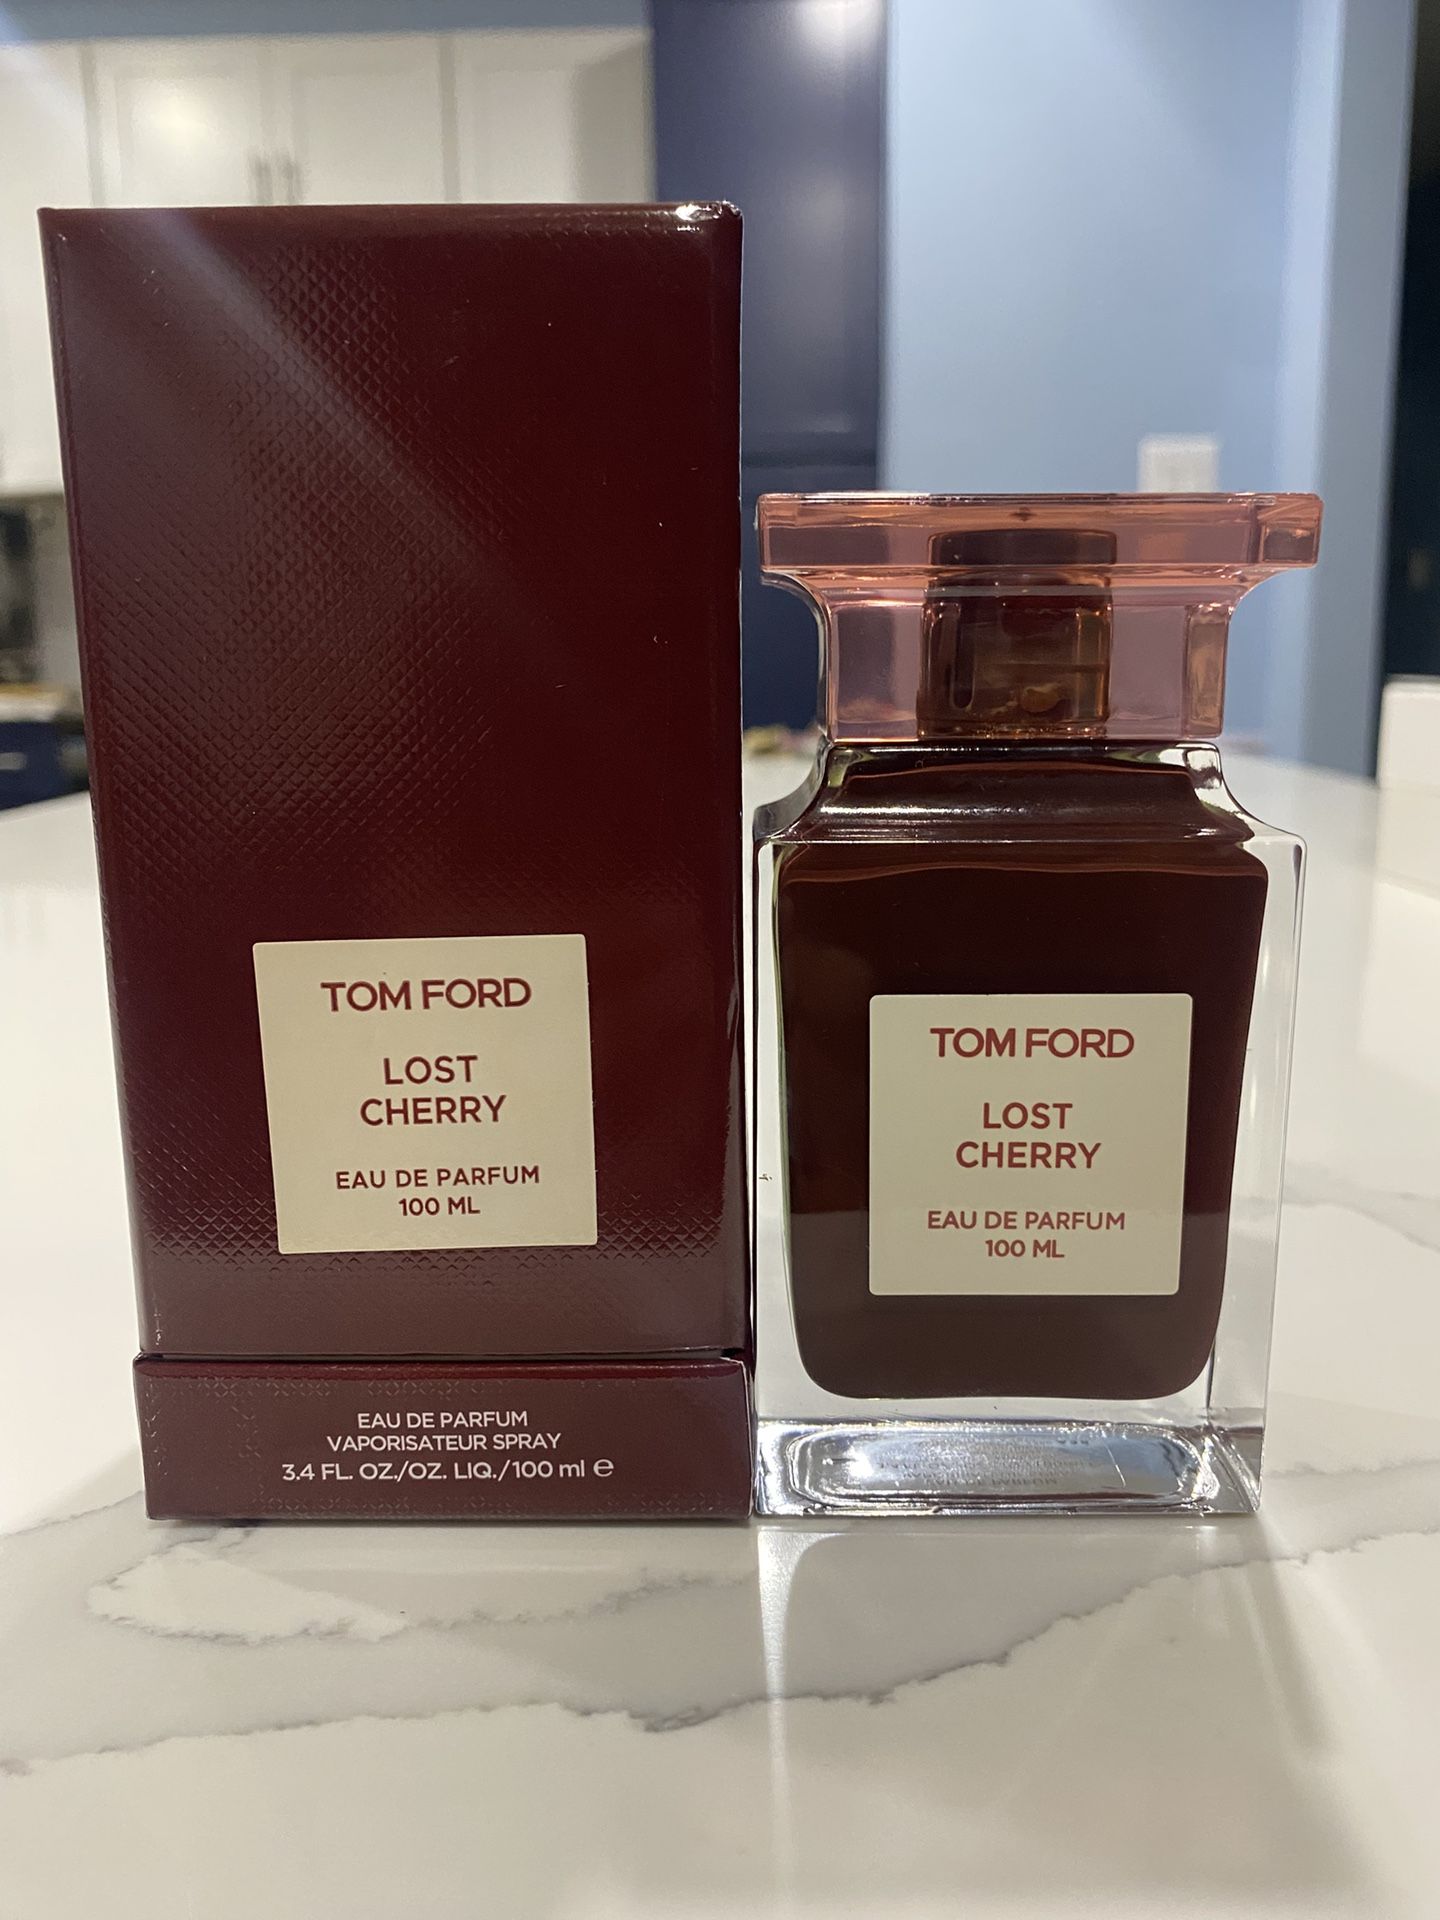 TOM FORD
LOST
CHERRY
EAU DE PARFUM
100 ML
EAU DE PARFUM
VAPORISATEUR SPRAY
3.4 FL. OZ./OZ. LIQ./100 ml ℮
TOM FORD
LOST
CHERRY
EAU DE PARFUM
100 ML